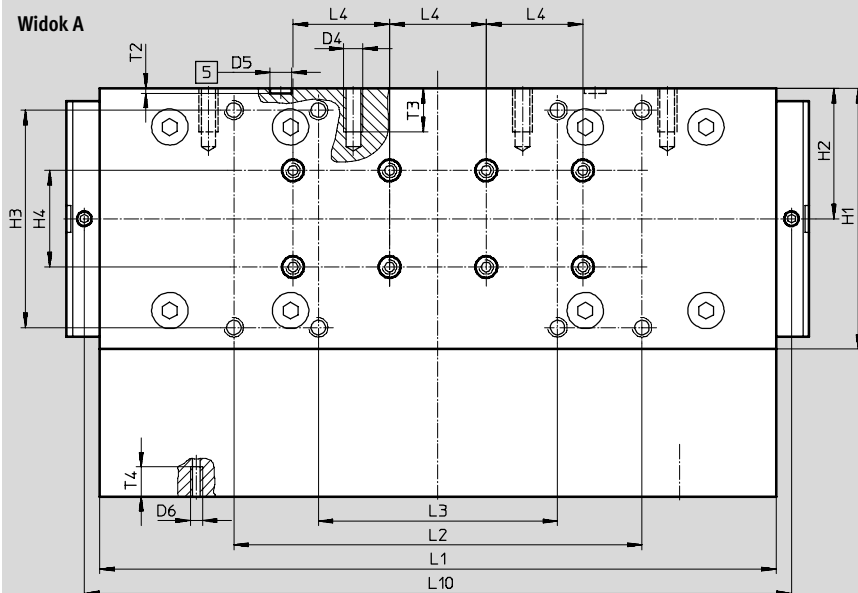 Widok A
L4 L4 L4
T2
5 D5 D4
T3
H2
H1
H3
H4
T4
D6
L3
L2
L1
L10